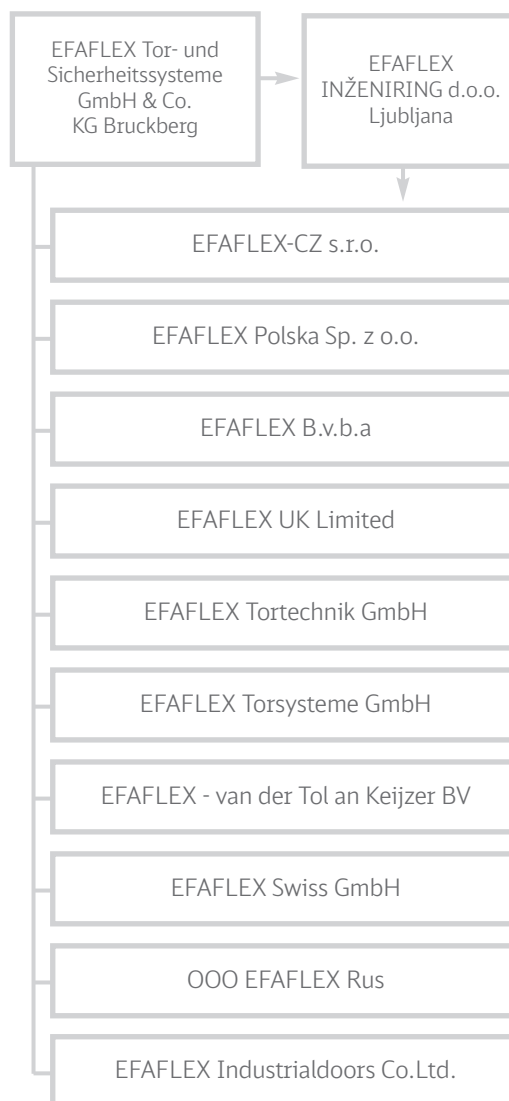 EFAFLEX Tor- und
Sicherheitssysteme
GmbH & Co.
KG Bruckberg
EFAFLEX
INŽENIRING d.o.o.
Ljubljana
EFAFLEX-CZ s.r.o.
EFAFLEX Polska Sp. z o.o.
EFAFLEX B.v.b.a
EFAFLEX UK Limited
EFAFLEX Tortechnik GmbH
EFAFLEX Torsysteme GmbH
EFAFLEX - van der Tol an Keijzer BV
EFAFLEX Swiss GmbH
OOO EFAFLEX Rus
EFAFLEX Industrialdoors Co.Ltd.